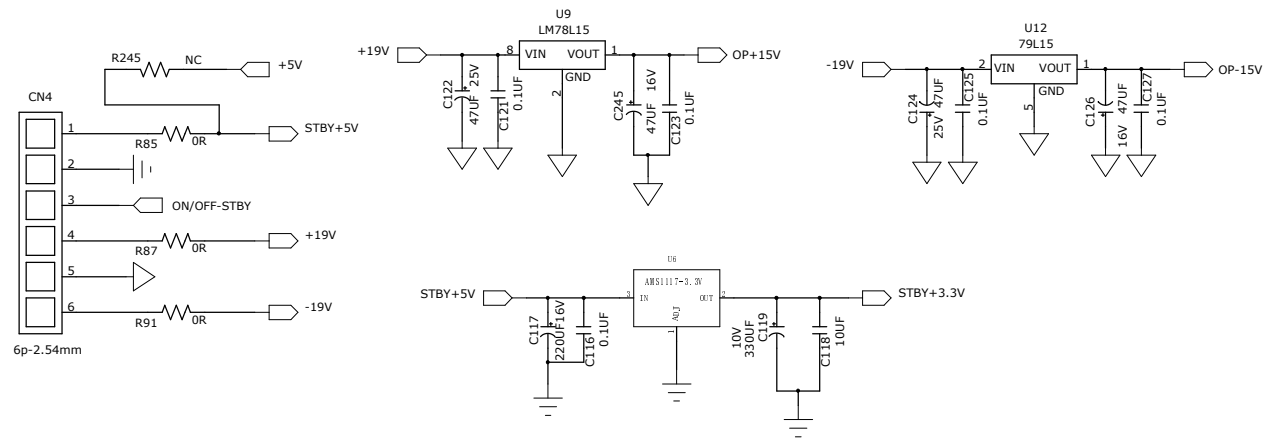 R245
NC
+5V
CN4
1
R85
0R
STBY+5V
2
3
ON/OFF-STBY
4
R87
0R
+19V
5
6
R91
0R
-19V
6p-2.54mm
U9
LM78L15
+19V
8
VIN
VOUT
1
OP+15V
GND
2
C122
47UF 25V
C121
0.1UF
C245
47UF 16V
C123
0.1UF
U12
79L15
-19V
2
VIN
VOUT
1
OP-15V
GND
5
C124
25V 47UF
C125
0.1UF
C126
16V 47UF
C127
0.1UF
U6
AMS1117-3.3V
STBY+5V
3
IN
OUT
2
STBY+3.3V
ADJ
1
C117
220UF16V
C116
0.1UF
10V
330UF
C119
C118
10UF